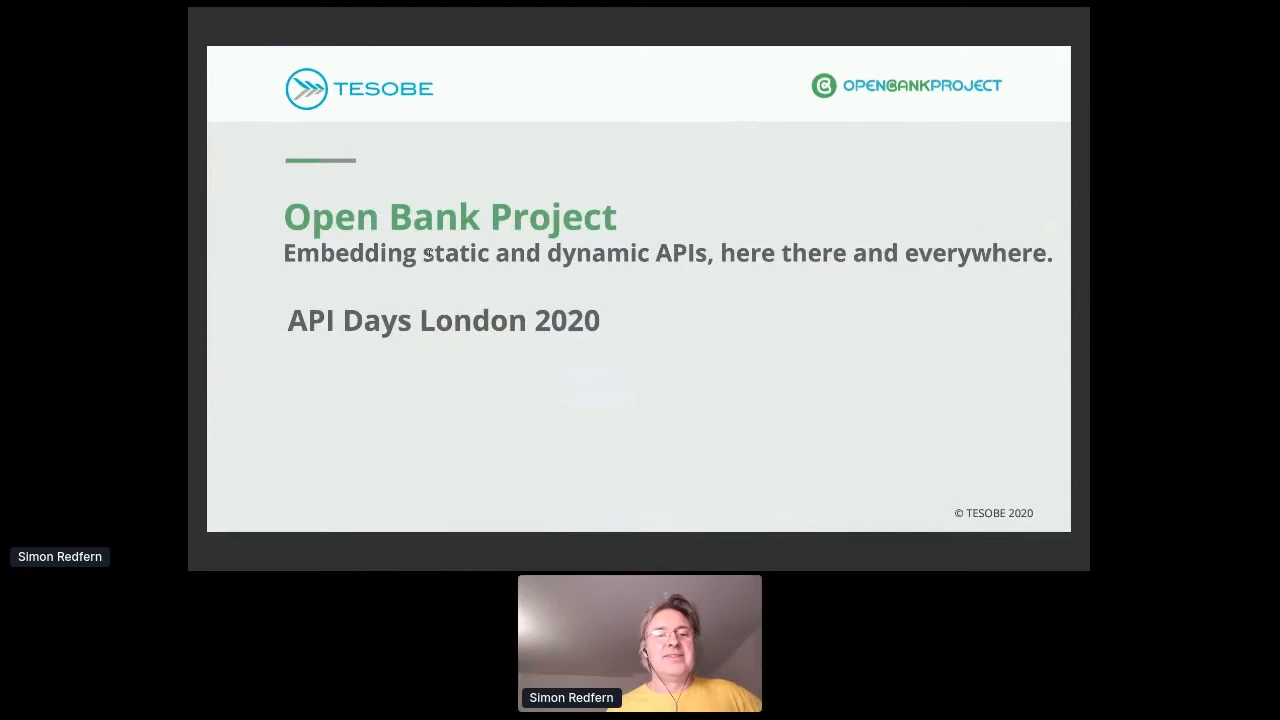 TESOBE
OPENBANKPROJECT
Open Bank Project
Embedding static and dynamic APIs, here there and everywhere.
API Days London 2020
© TESOBE 2020
Simon Redfern
Simon Redfern